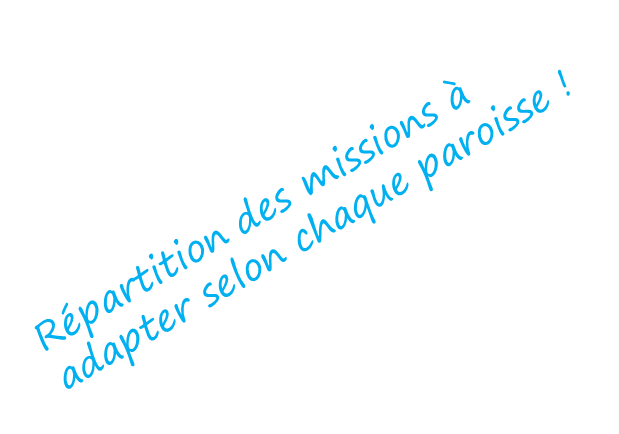 Répartition des missions à
adapter selon chaque paroisse !